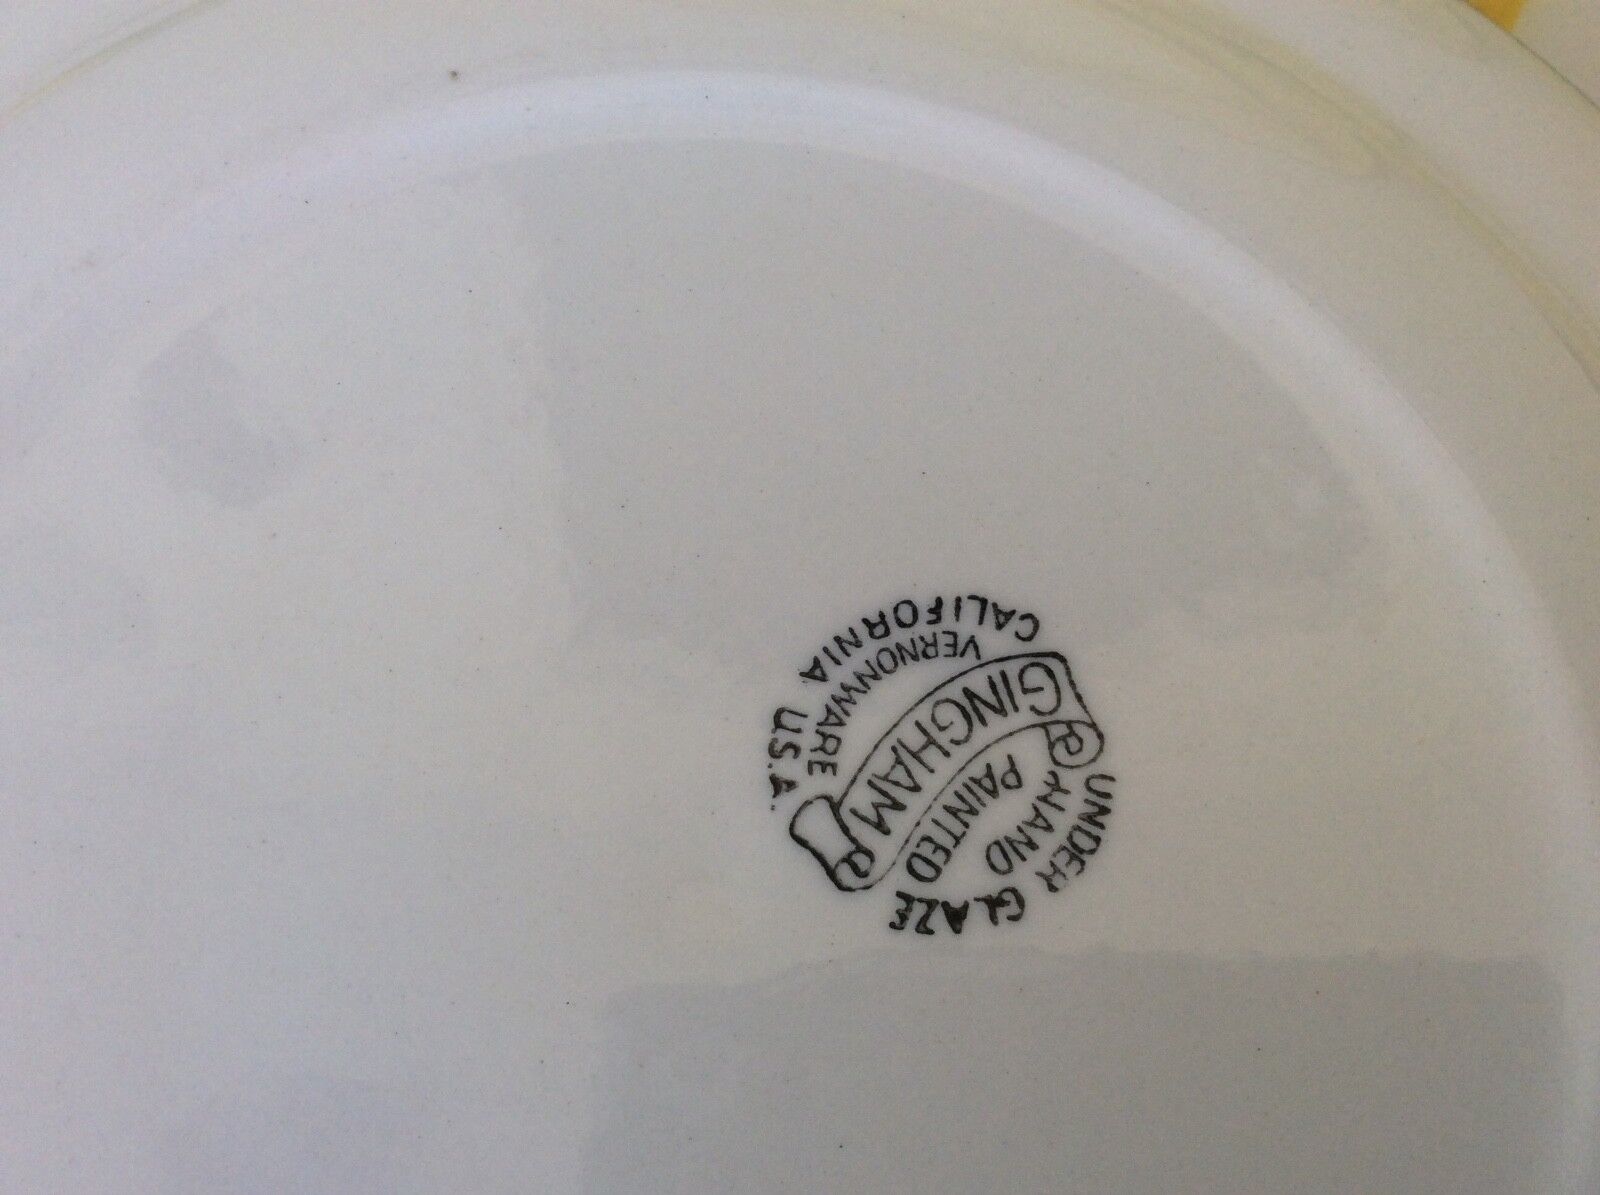 UNDER GLAZE
HAND
PAINTED
GINGHAM
VERNONWARE
CALIFORNIA U.S.A.